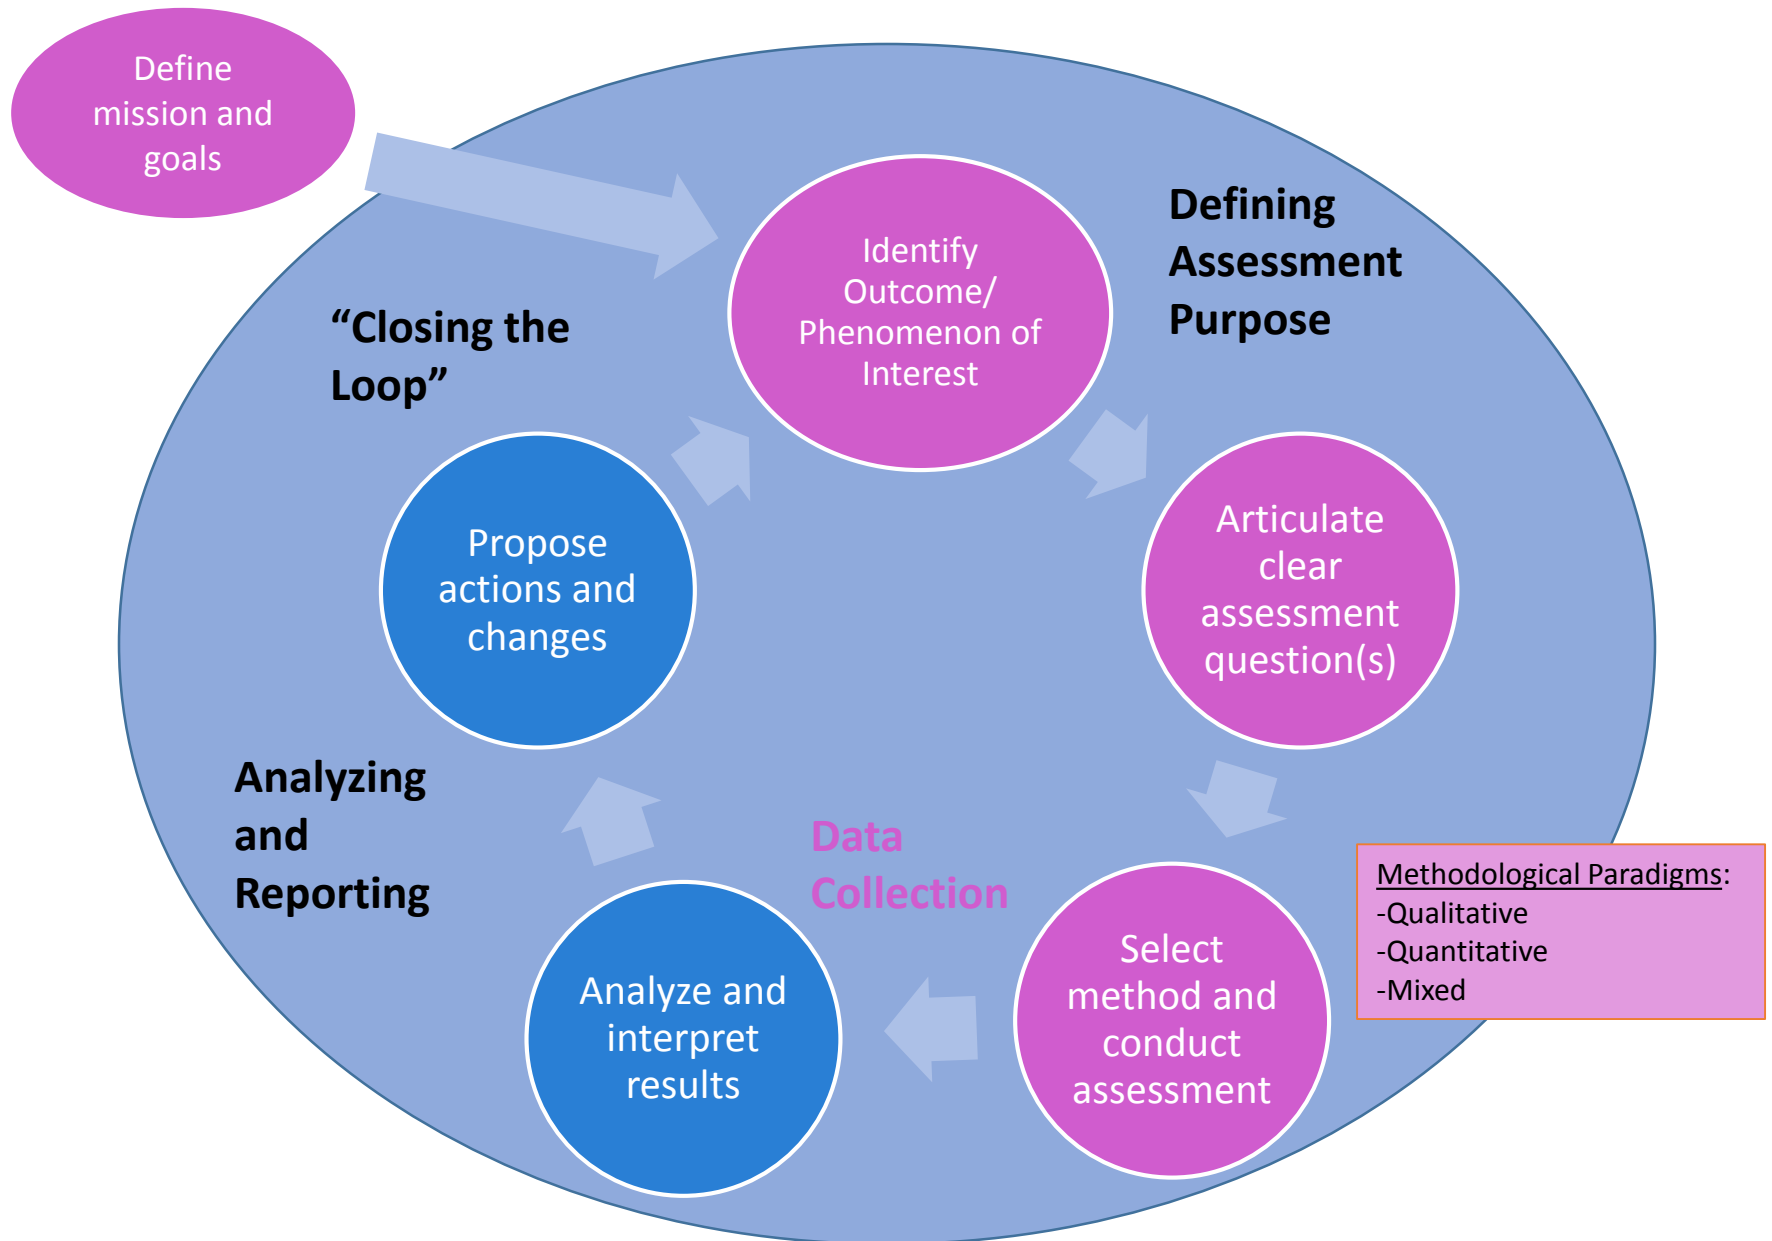 Define
mission and
goals
Identify
Outcome/
Phenomenon of
Interest
Defining
Assessment
Purpose
“Closing the
Loop”
Propose
actions and
changes
Articulate
clear
assessment
question(s)
Analyzing
and
Reporting
Data
Collection
Methodological Paradigms:
-Qualitative
-Quantitative
-Mixed
Select
method and
conduct
assessment
Analyze and
interpret
results